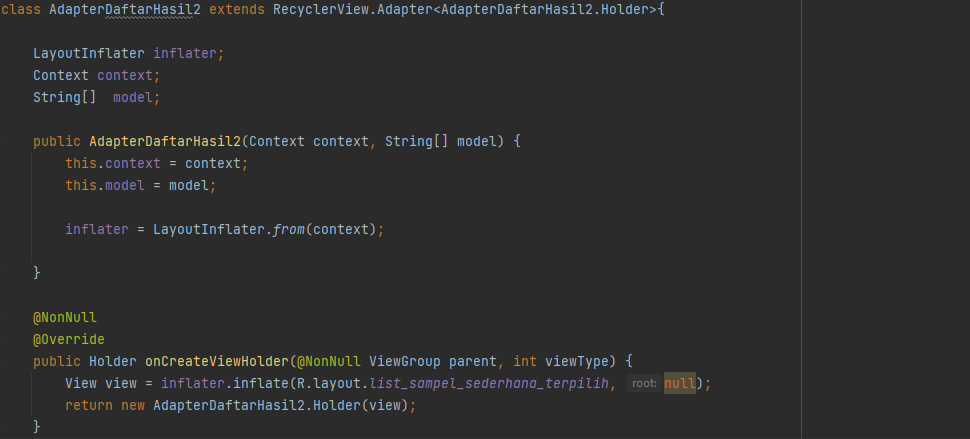 class AdapterDaftarHasil2 extends RecyclerView.Adapter<AdapterDaftarHasil2.Holder>{
LayoutInflater inflater;
Context context;
String[]  model;
public AdapterDaftarHasil2(Context context, String[] model) {
this.context = context;
this.model = model;
inflater = LayoutInflater.from(context);
}
@NonNull
@Override
public Holder onCreateViewHolder(@NonNull ViewGroup parent, int viewType) {
View view = inflater.inflate(R.layout.list_sampel_sederhana_terpilih, root: null);
return new AdapterDaftarHasil2.Holder(view);
}